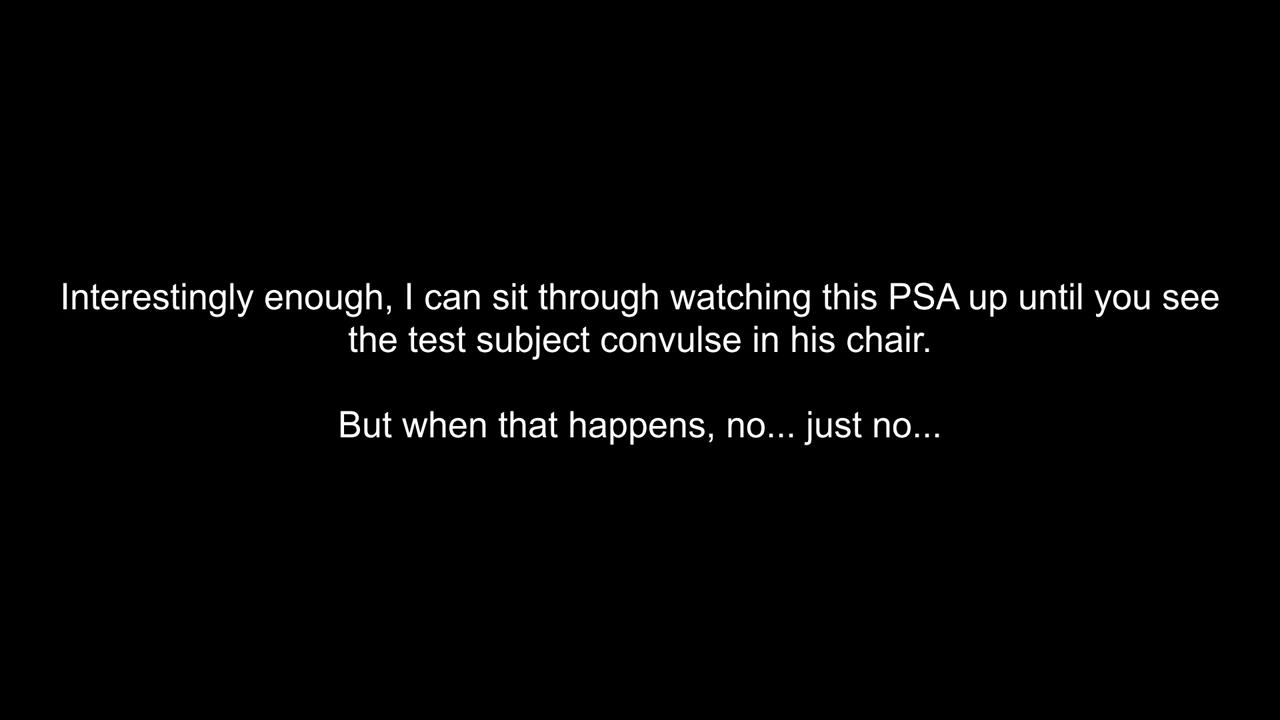 Interestingly enough, I can sit through watching this PSA up until you see
the test subject convulse in his chair.
But when that happens, no... just no...